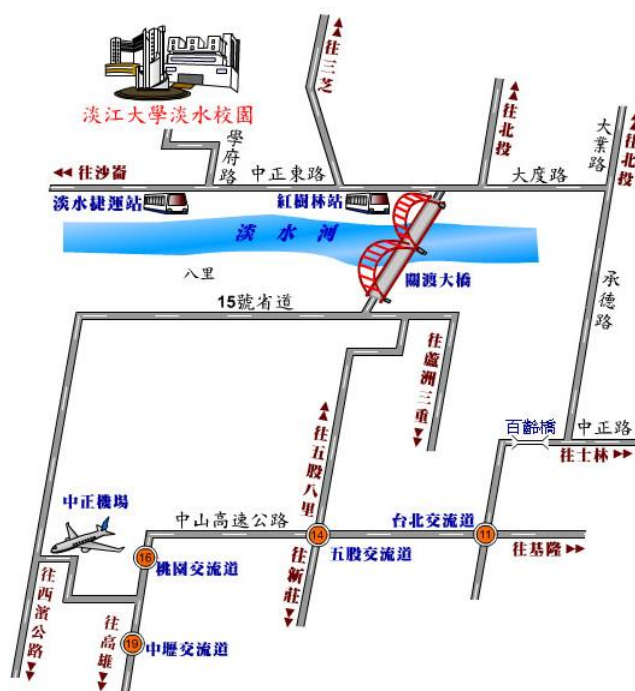 往三芝
淡江大學淡水校園
往北投
大業路
往北投
學府路
往沙崙
中正東路
大度路
淡水捷運站
紅樹林站
淡水河
八里
關渡大橋
15號省道
承德路
往蘆洲三重
往五股八里
百齡橋
中正路
往士林
中正機場
中山高速公路
台北交流道
14
11
五股交流道
往基隆
16
桃園交流道
往西濱公路
往高雄
往新莊
19
中壢交流道